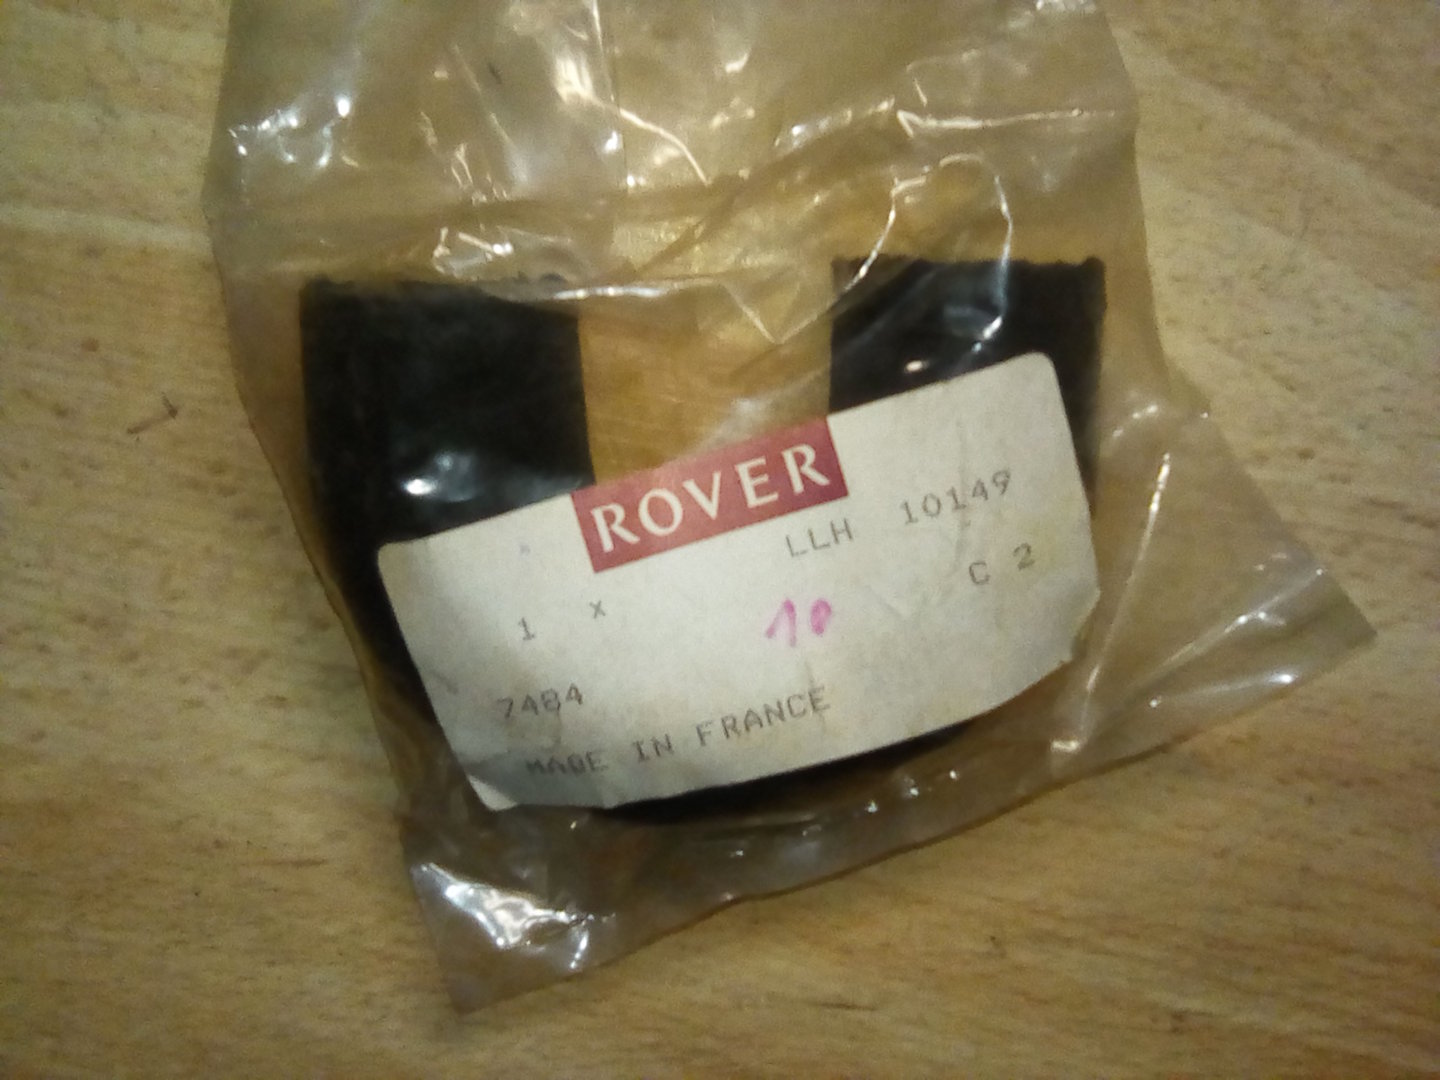 ROVER
LLH 10149
1 x C 2
10
7484
MADE IN FRANCE